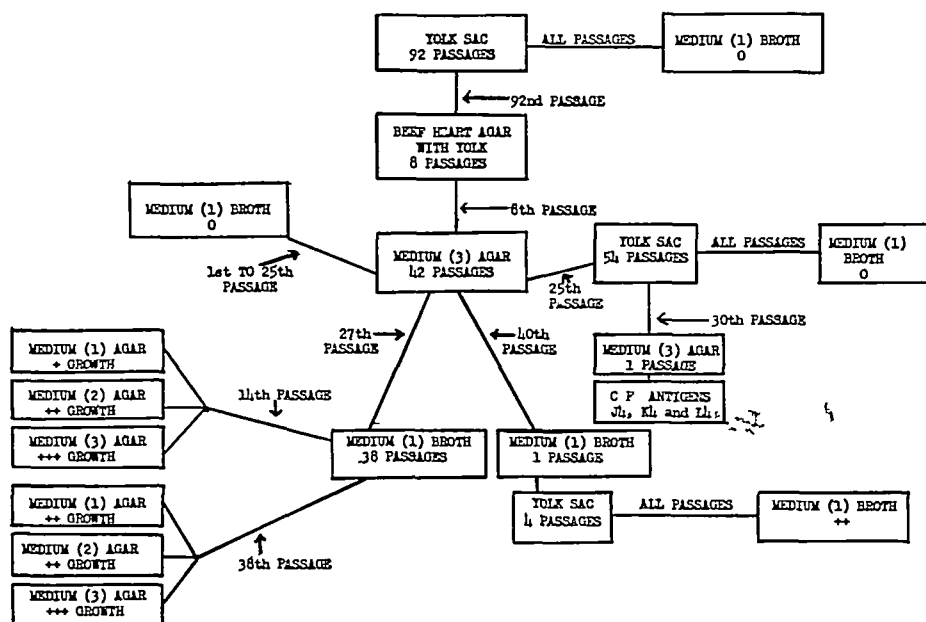 YOLK SAC
92 PASSAGES
ALL PASSAGES
MEDIUM (1) BROTH
0
92nd PASSAGE
BEEF HEART AGAR
WITH YOLK
8 PASSAGES
8th PASSAGE
MEDIUM (1) BROTH
0
1st TO 25th
PASSAGE
MEDIUM (3) AGAR
42 PASSAGES
25th
PASSAGE
YOLK SAC
54 PASSAGES
ALL PASSAGES
MEDIUM (1)
BROTH
0
30th PASSAGE
MEDIUM (3) AGAR
1 PASSAGE
C F ANTIGENS
J4, K4 and L4.
27th
PASSAGE
40th
PASSAGE
MEDIUM (1) AGAR
+ GROWTH
MEDIUM (2) AGAR
++ GROWTH
MEDIUM (3) AGAR
+++ GROWTH
14th PASSAGE
MEDIUM (1) BROTH
38 PASSAGES
MEDIUM (1) BROTH
1 PASSAGE
MEDIUM (1) AGAR
++ GROWTH
MEDIUM (2) AGAR
++ GROWTH
MEDIUM (3) AGAR
+++ GROWTH
38th PASSAGE
YOLK SAC
4 PASSAGES
ALL PASSAGES
MEDIUM (1) BROTH
++